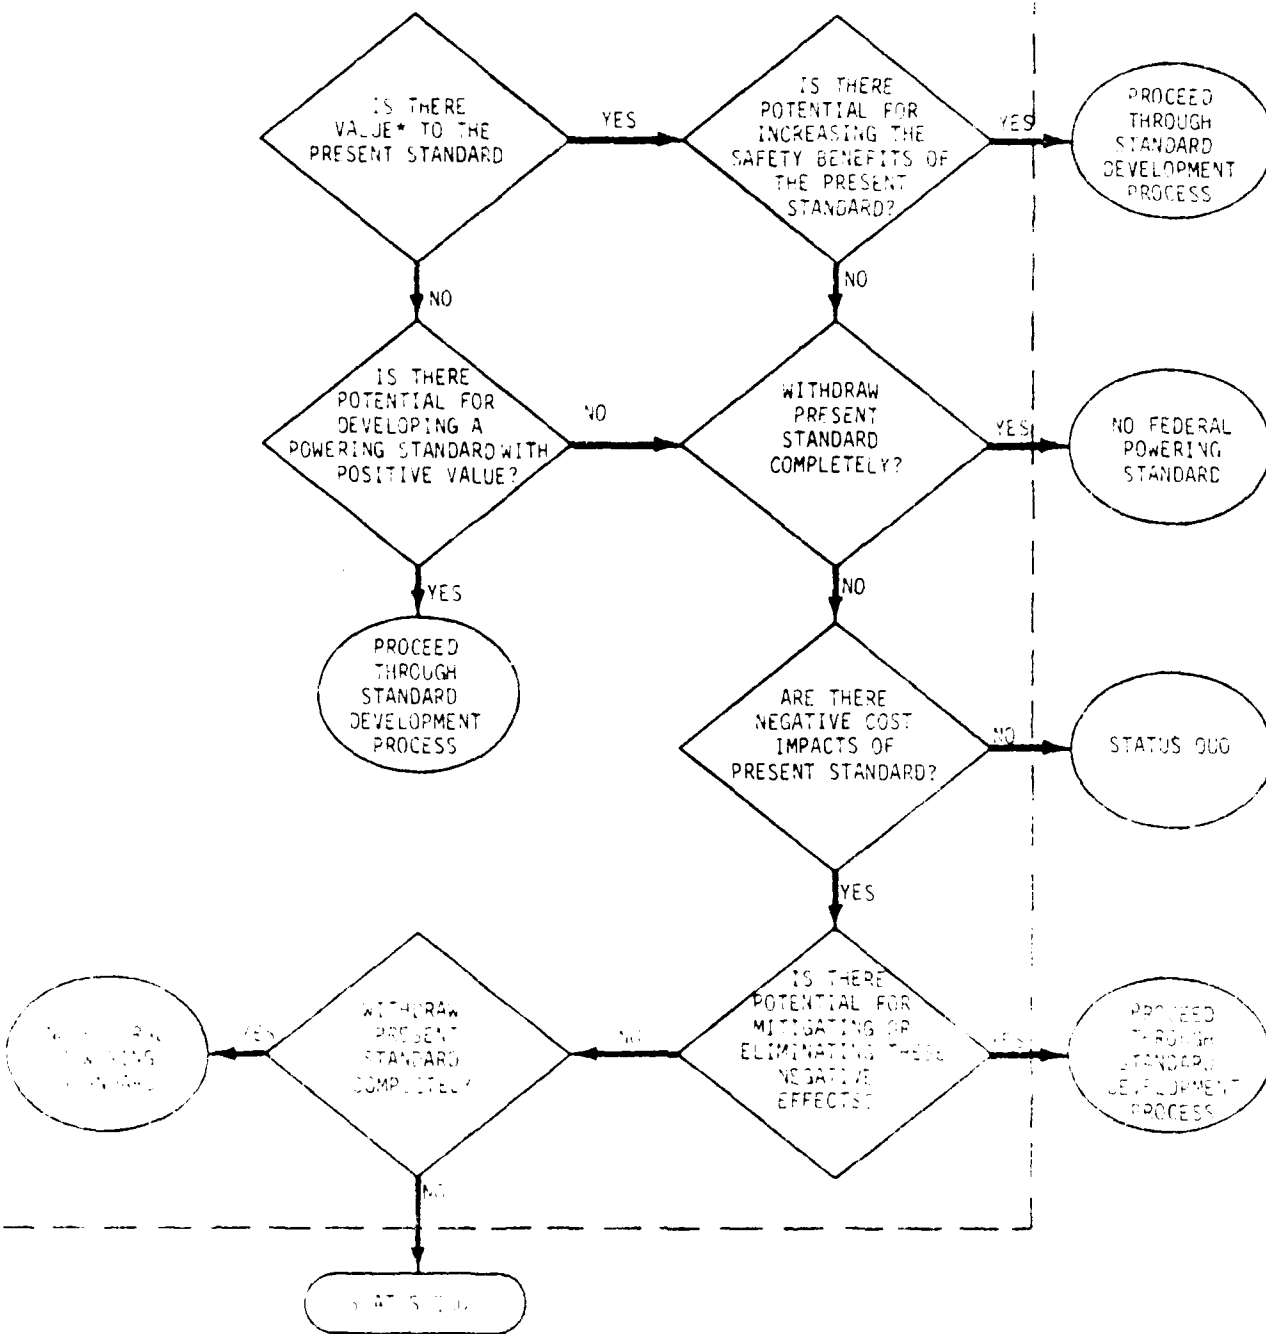 IS THERE
VALUE* TO THE
PRESENT STANDARD
YES
IS THERE
POTENTIAL FOR
INCREASING THE
SAFETY BENEFITS OF
THE PRESENT
STANDARD?
YES
PROCEED
THROUGH
STANDARD
DEVELOPMENT
PROCESS
NO
NO
IS THERE
POTENTIAL FOR
DEVELOPING A
POWERING STANDARD WITH
POSITIVE VALUE?
NO
WITHDRAW
PRESENT
STANDARD
COMPLETELY?
YES
NO FEDERAL
POWERING
STANDARD
YES
NO
PROCEED
THROUGH
STANDARD
DEVELOPMENT
PROCESS
ARE THERE
NEGATIVE COST
IMPACTS OF
PRESENT STANDARD?
NO
STATUS QUO
YES
YES
WITHDRAW
PRESENT
STANDARD
COMPLETELY
NO
IS THERE
POTENTIAL FOR
MITIGATING OR
ELIMINATING THESE
NEGATIVE
EFFECTS?
YES
PROCEED
THROUGH
STANDARD
DEVELOPMENT
PROCESS
NO